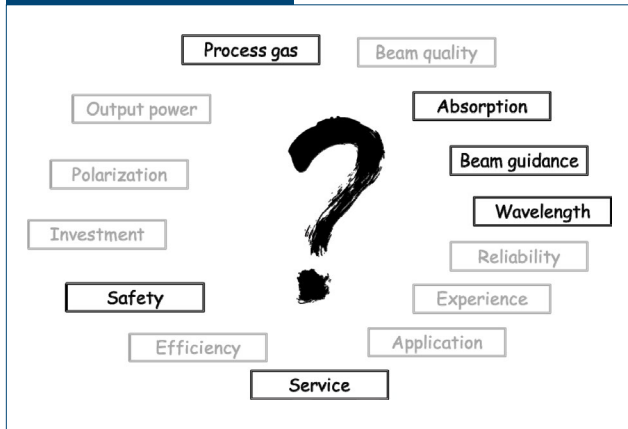 Process gas
Beam quality
Output power
Absorption
Polarization
Beam guidance
Investment
Wavelength
Reliability
Safety
Experience
Efficiency
Application
Service
?